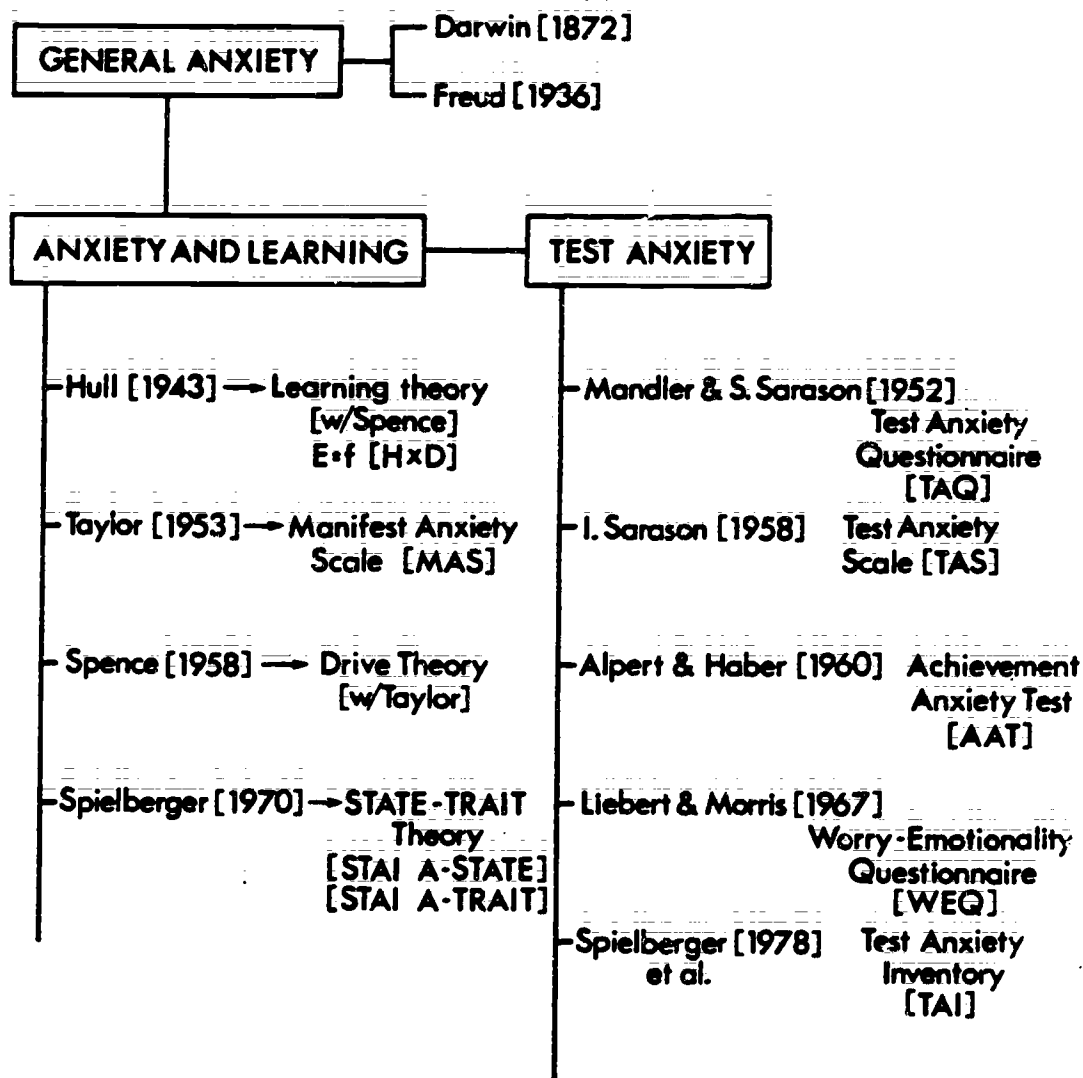 Darwin [1872]
GENERAL ANXIETY
Freud [1936]
ANXIETY AND LEARNING
TEST ANXIETY
Hull [1943] → Learning theory
[w/Spence]
E=f [H×D]
Taylor [1953] → Manifest Anxiety
Scale [MAS]
Spence [1958] → Drive Theory
[w/Taylor]
Spielberger [1970] → STATE-TRAIT
Theory
[STAI A-STATE]
[STAI A-TRAIT]
Mandler & S. Sarason [1952]
Test Anxiety
Questionnaire
[TAQ]
I. Sarason [1958] Test Anxiety
Scale [TAS]
Alpert & Haber [1960] Achievement
Anxiety Test
[AAT]
Liebert & Morris [1967]
Worry-Emotionality
Questionnaire
[WEQ]
Spielberger [1978] Test Anxiety
et al. Inventory
[TAI]